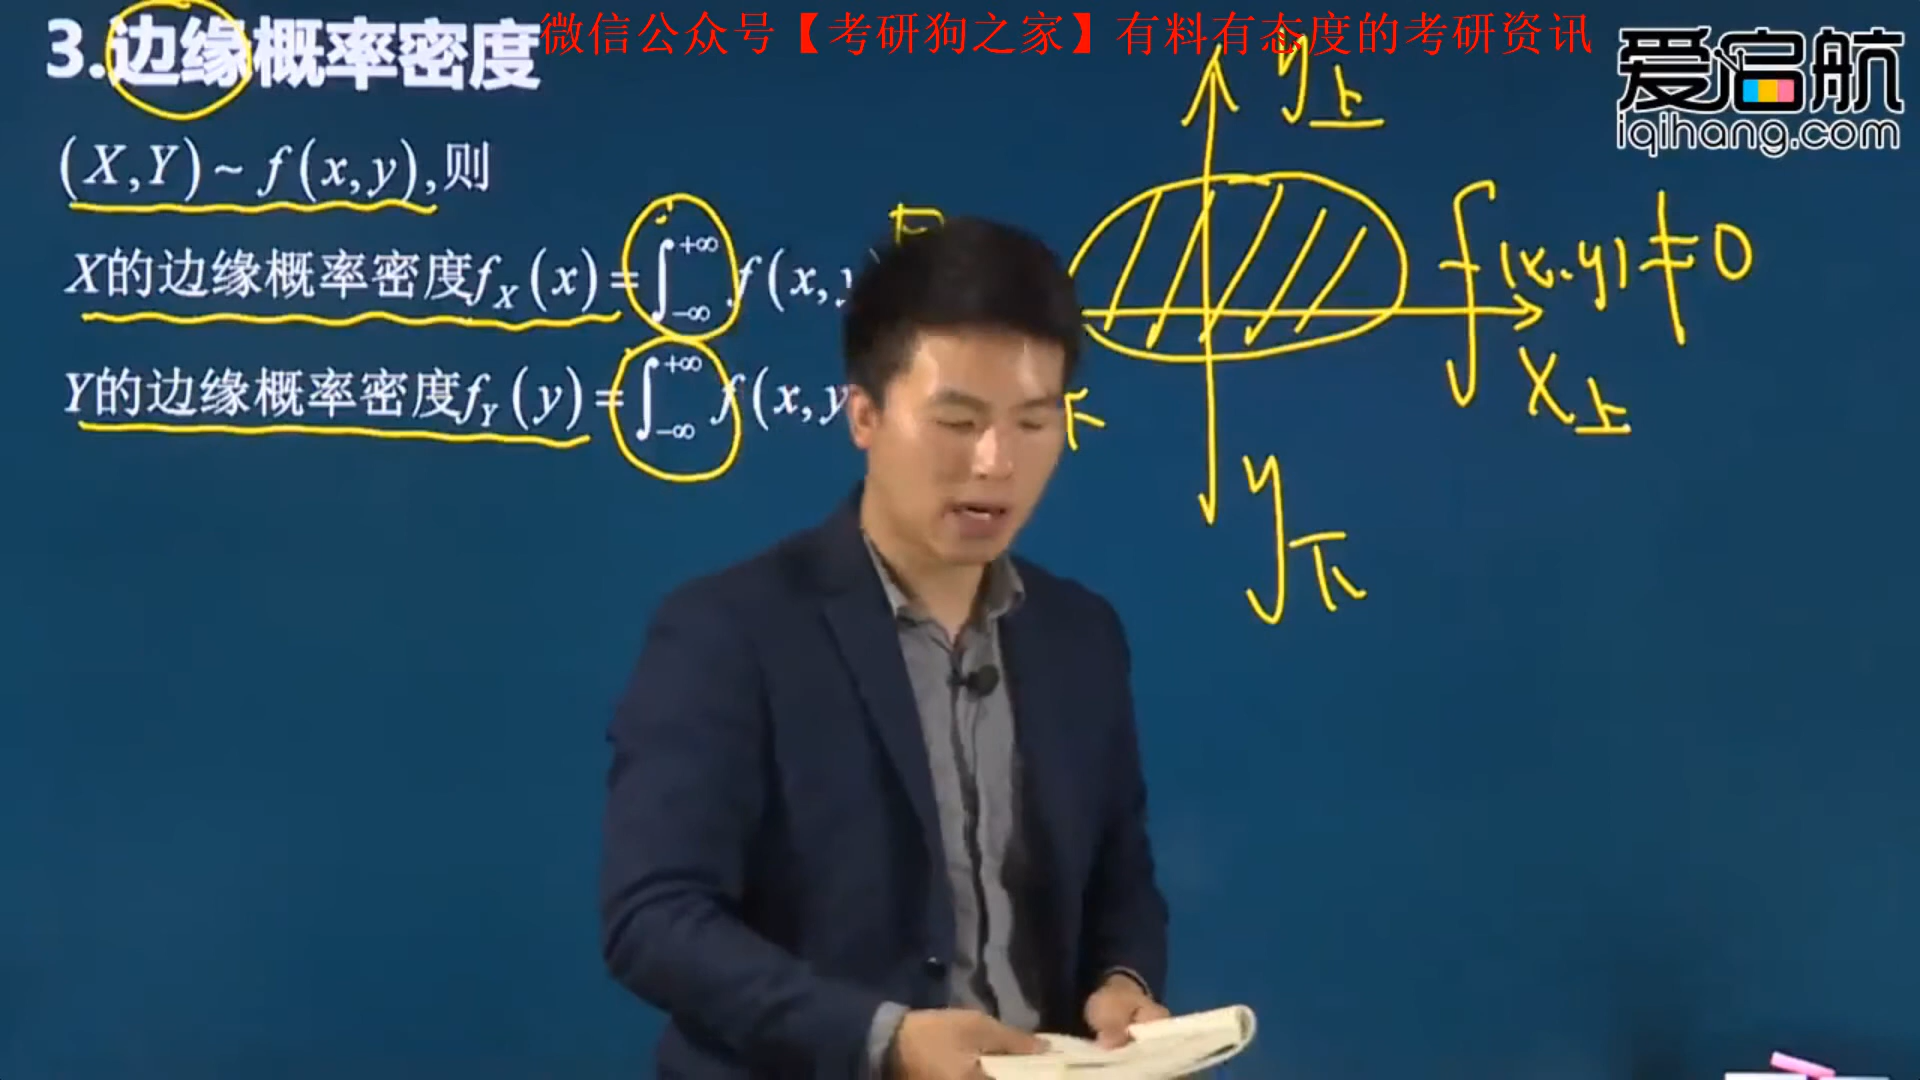 微信公众号【考研狗之家】有料有态度的考研资讯
爱启航
iqihang.com
3.边缘概率密度
(X,Y)~f(x,y),则
X的边缘概率密度f_X(x)=∫_{-∞}^{+∞}f(x,y
Y的边缘概率密度f_Y(y)=∫_{-∞}^{+∞}f(x,y
y上
f(x,y)≠0
x上
下
y下